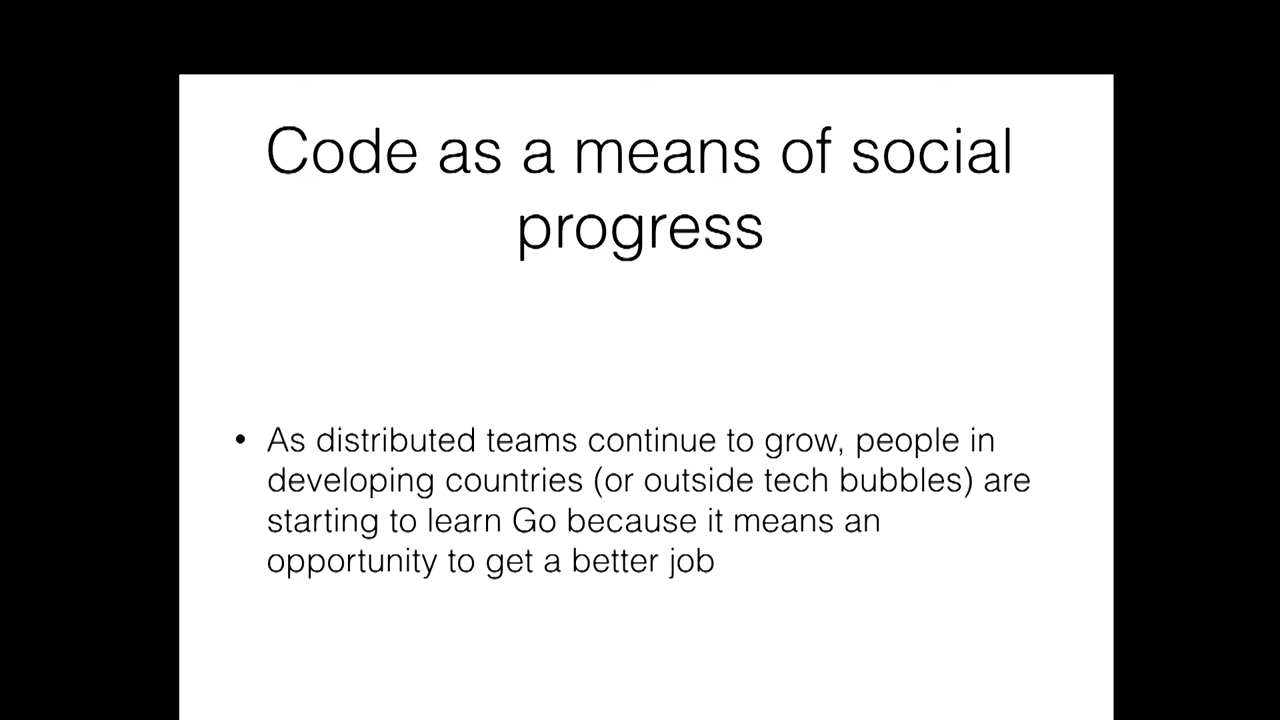 Code as a means of social
progress
• As distributed teams continue to grow, people in
developing countries (or outside tech bubbles) are
starting to learn Go because it means an
opportunity to get a better job